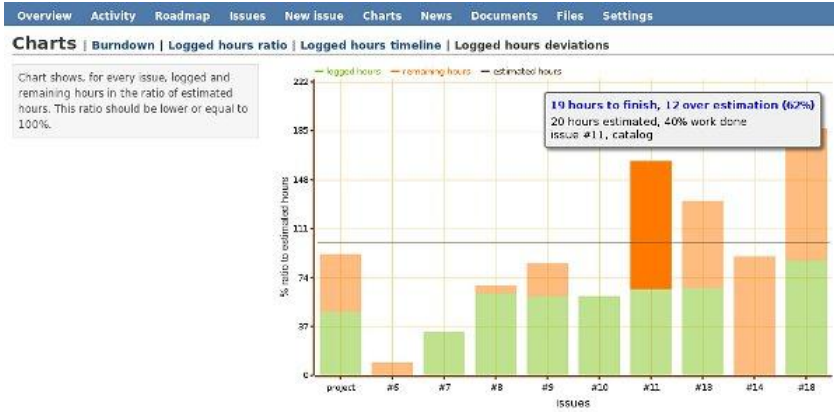 Overview Activity Roadmap Issues New issue Charts News Documents Files Settings
Charts | Burndown | Logged hours ratio | Logged hours timeline | Logged hours deviations
Chart shows, for every issue, logged and
remaining hours in the ratio of estimated
hours. This ratio should be lower or equal to
100%.
logged hours remaining hours estimated hours
19 hours to finish, 12 over estimation (62%)
20 hours estimated, 40% work done
issue #11, catalog
% ratio to estimated hours
222
185
148
111
74
37
0
project #6 #7 #8 #9 #10 #11 #13 #14 #18
Issues